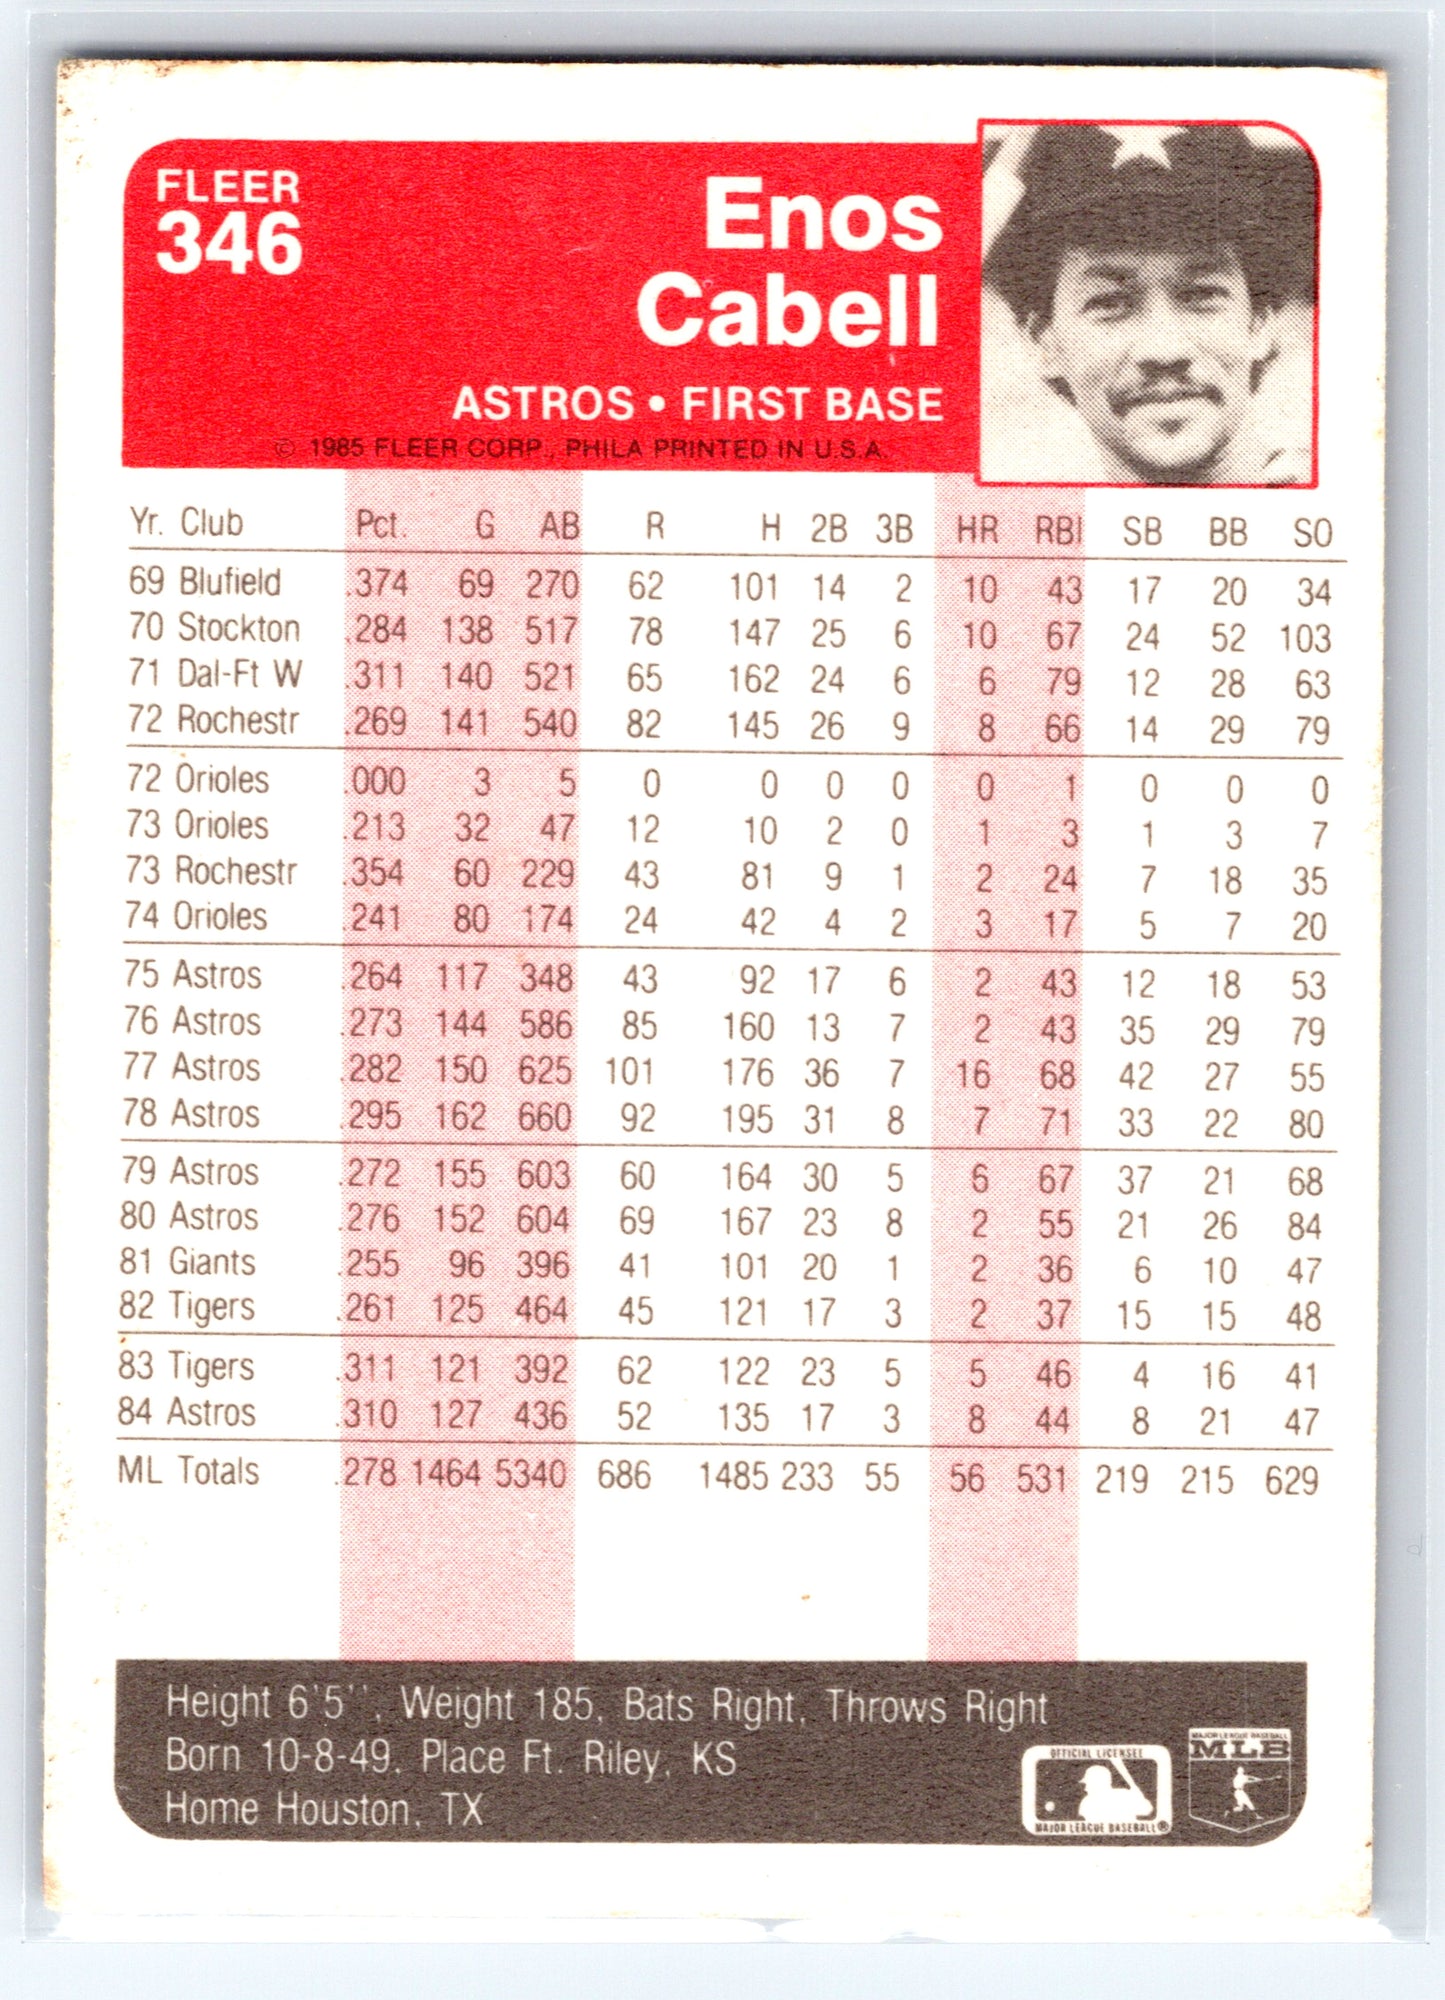 FLEER
346
Enos
Cabell
ASTROS • FIRST BASE
© 1985 FLEER CORP., PHILA PRINTED IN U.S.A.
Yr. Club Pct. G AB R H 2B 3B HR RBI SB BB SO
69 Blufield .374 69 270 62 101 14 2 10 43 17 20 34
70 Stockton .284 138 517 78 147 25 6 10 67 24 52 103
71 Dal-Ft W .311 140 521 65 162 24 6 6 79 12 28 63
72 Rochestr .269 141 540 82 145 26 9 8 66 14 29 79
72 Orioles .000 3 5 0 0 0 0 0 1 0 0 0
73 Orioles .213 32 47 12 10 2 0 1 3 1 3 7
73 Rochestr .354 60 229 43 81 9 1 2 24 7 18 35
74 Orioles .241 80 174 24 42 4 2 3 17 5 7 20
75 Astros .264 117 348 43 92 17 6 2 43 12 18 53
76 Astros .273 144 586 85 160 13 7 2 43 35 29 79
77 Astros .282 150 625 101 176 36 7 16 68 42 27 55
78 Astros .295 162 660 92 195 31 8 7 71 33 22 80
79 Astros .272 155 603 60 164 30 5 6 67 37 21 68
80 Astros .276 152 604 69 167 23 8 2 55 21 26 84
81 Giants .255 96 396 41 101 20 1 2 36 6 10 47
82 Tigers .261 125 464 45 121 17 3 2 37 15 15 48
83 Tigers .311 121 392 62 122 23 5 5 46 4 16 41
84 Astros .310 127 436 52 135 17 3 8 44 8 21 47
ML Totals .278 1464 5340 686 1485 233 55 56 531 219 215 629
Height 6'5'', Weight 185, Bats Right, Throws Right
Born 10-8-49, Place Ft. Riley, KS
Home Houston, TX
OFFICIAL LICENSEE
MAJOR LEAGUE BASEBALL®
MAJOR LEAGUE BASEBALL
MLB